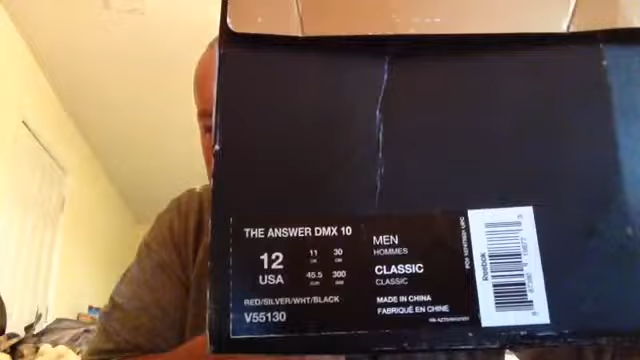 THE ANSWER DMX 10
12
USA
11
30
45.5
300
RED/SILVER/WHT/BLACK
V55130
MEN
HOMMES
CLASSIC
CLASSIC
MADE IN CHINA
FABRIQUÉ EN CHINE
Reebok